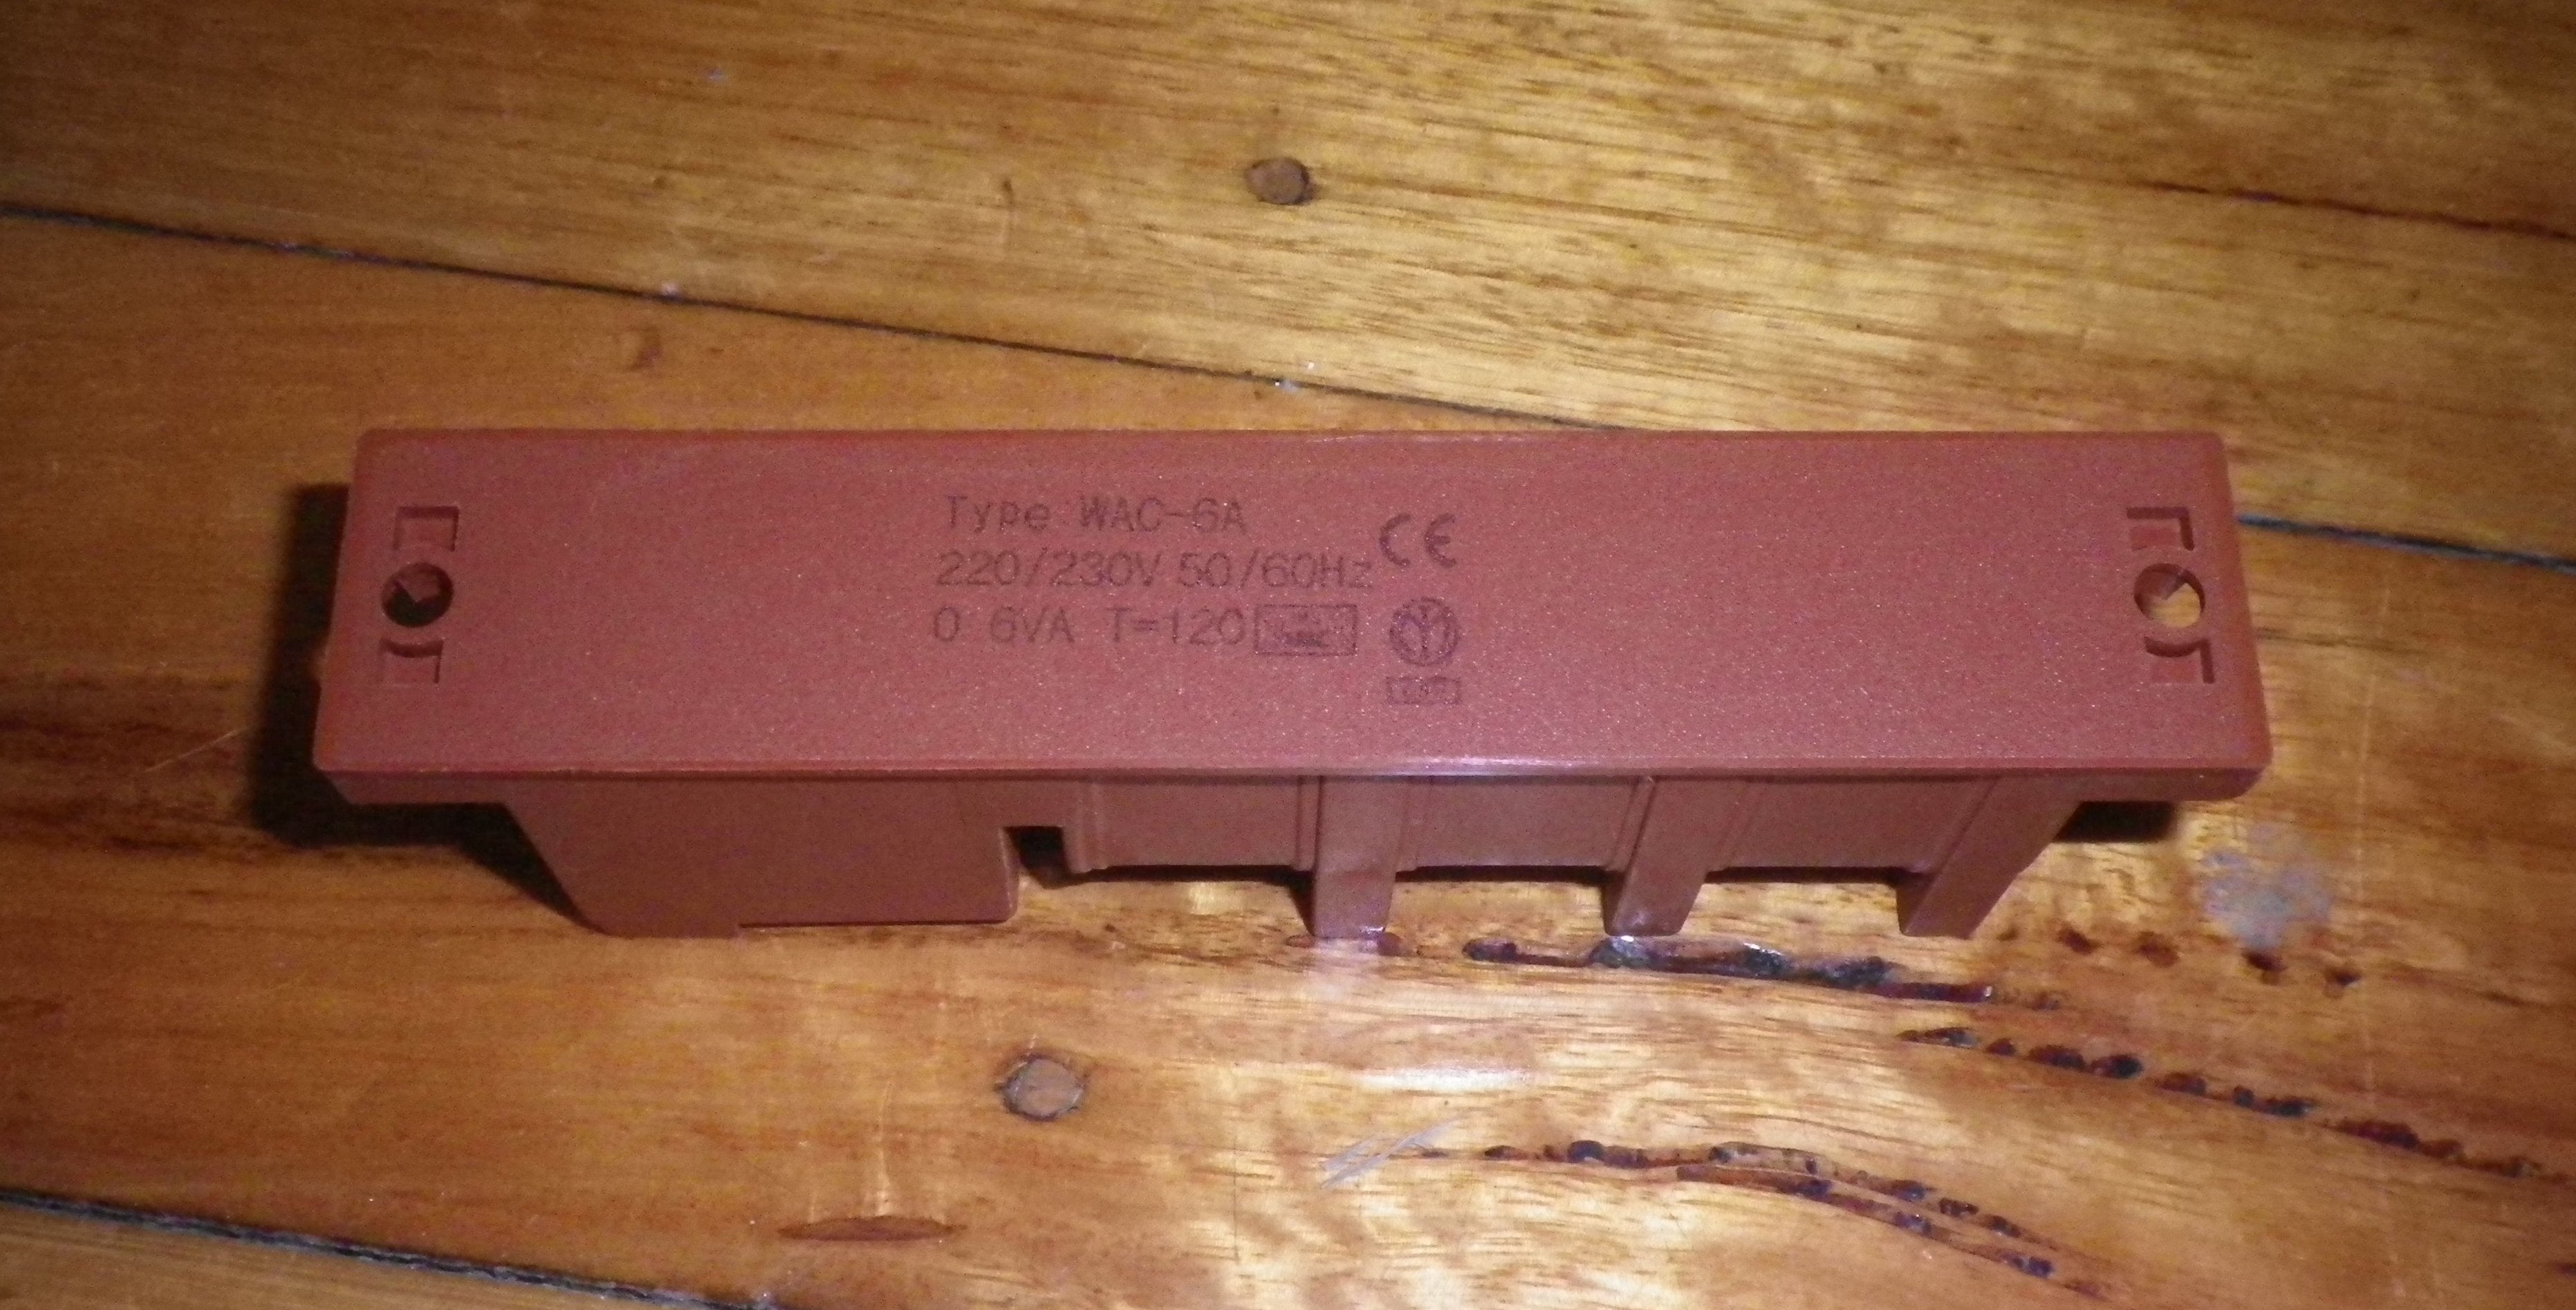 Type WAC-6A
220/230V 50/60Hz CE
0 6VA T=120